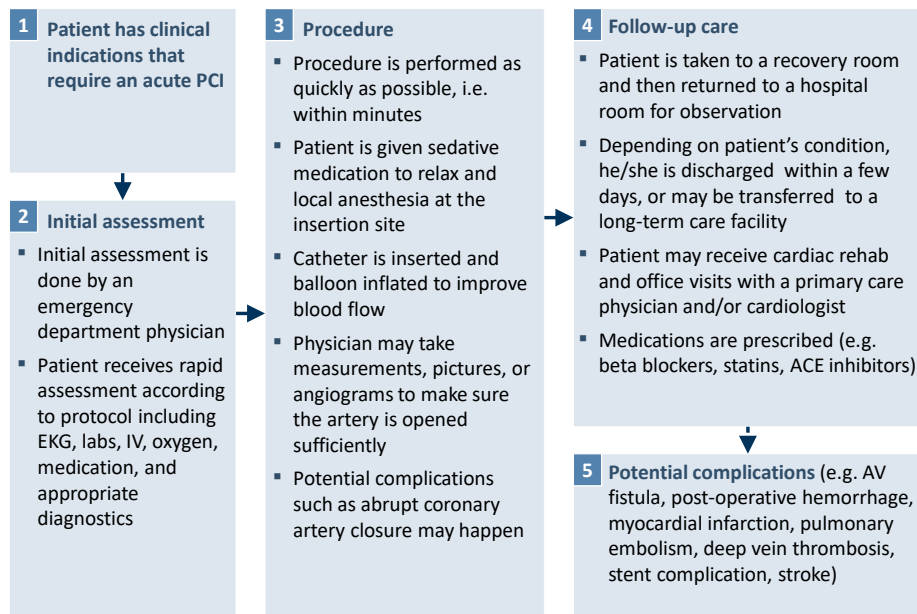 1 Patient has clinical
indications that
require an acute PCI
2 Initial assessment
▪ Initial assessment is
done by an
emergency
department physician
▪ Patient receives rapid
assessment according
to protocol including
EKG, labs, IV, oxygen,
medication, and
appropriate
diagnostics
3 Procedure
▪ Procedure is performed as
quickly as possible, i.e.
within minutes
▪ Patient is given sedative
medication to relax and
local anesthesia at the
insertion site
▪ Catheter is inserted and
balloon inflated to improve
blood flow
▪ Physician may take
measurements, pictures, or
angiograms to make sure
the artery is opened
sufficiently
▪ Potential complications
such as abrupt coronary
artery closure may happen
4 Follow-up care
▪ Patient is taken to a recovery room
and then returned to a hospital
room for observation
▪ Depending on patient’s condition,
he/she is discharged within a few
days, or may be transferred to a
long-term care facility
▪ Patient may receive cardiac rehab
and office visits with a primary care
physician and/or cardiologist
▪ Medications are prescribed (e.g.
beta blockers, statins, ACE inhibitors)
5 Potential complications (e.g. AV
fistula, post-operative hemorrhage,
myocardial infarction, pulmonary
embolism, deep vein thrombosis,
stent complication, stroke)